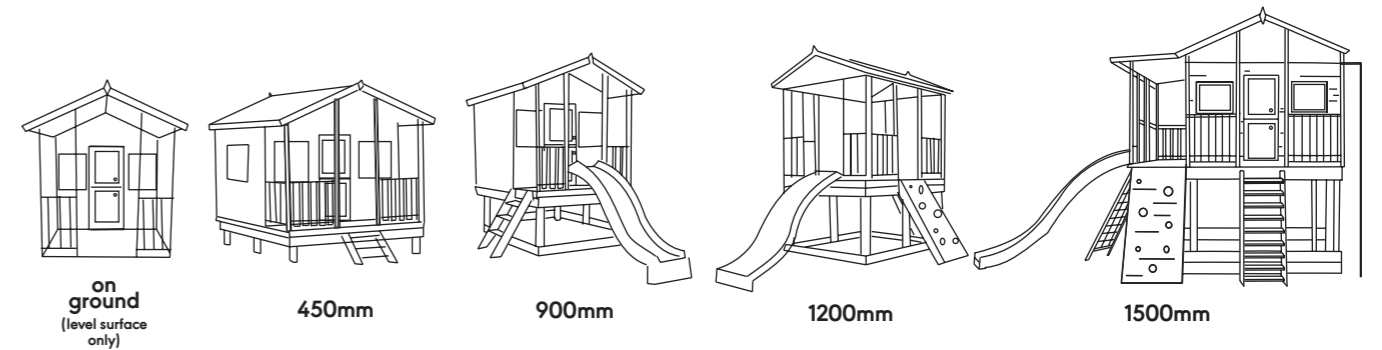 on
ground
(level surface
only)
450mm
900mm
1200mm
1500mm